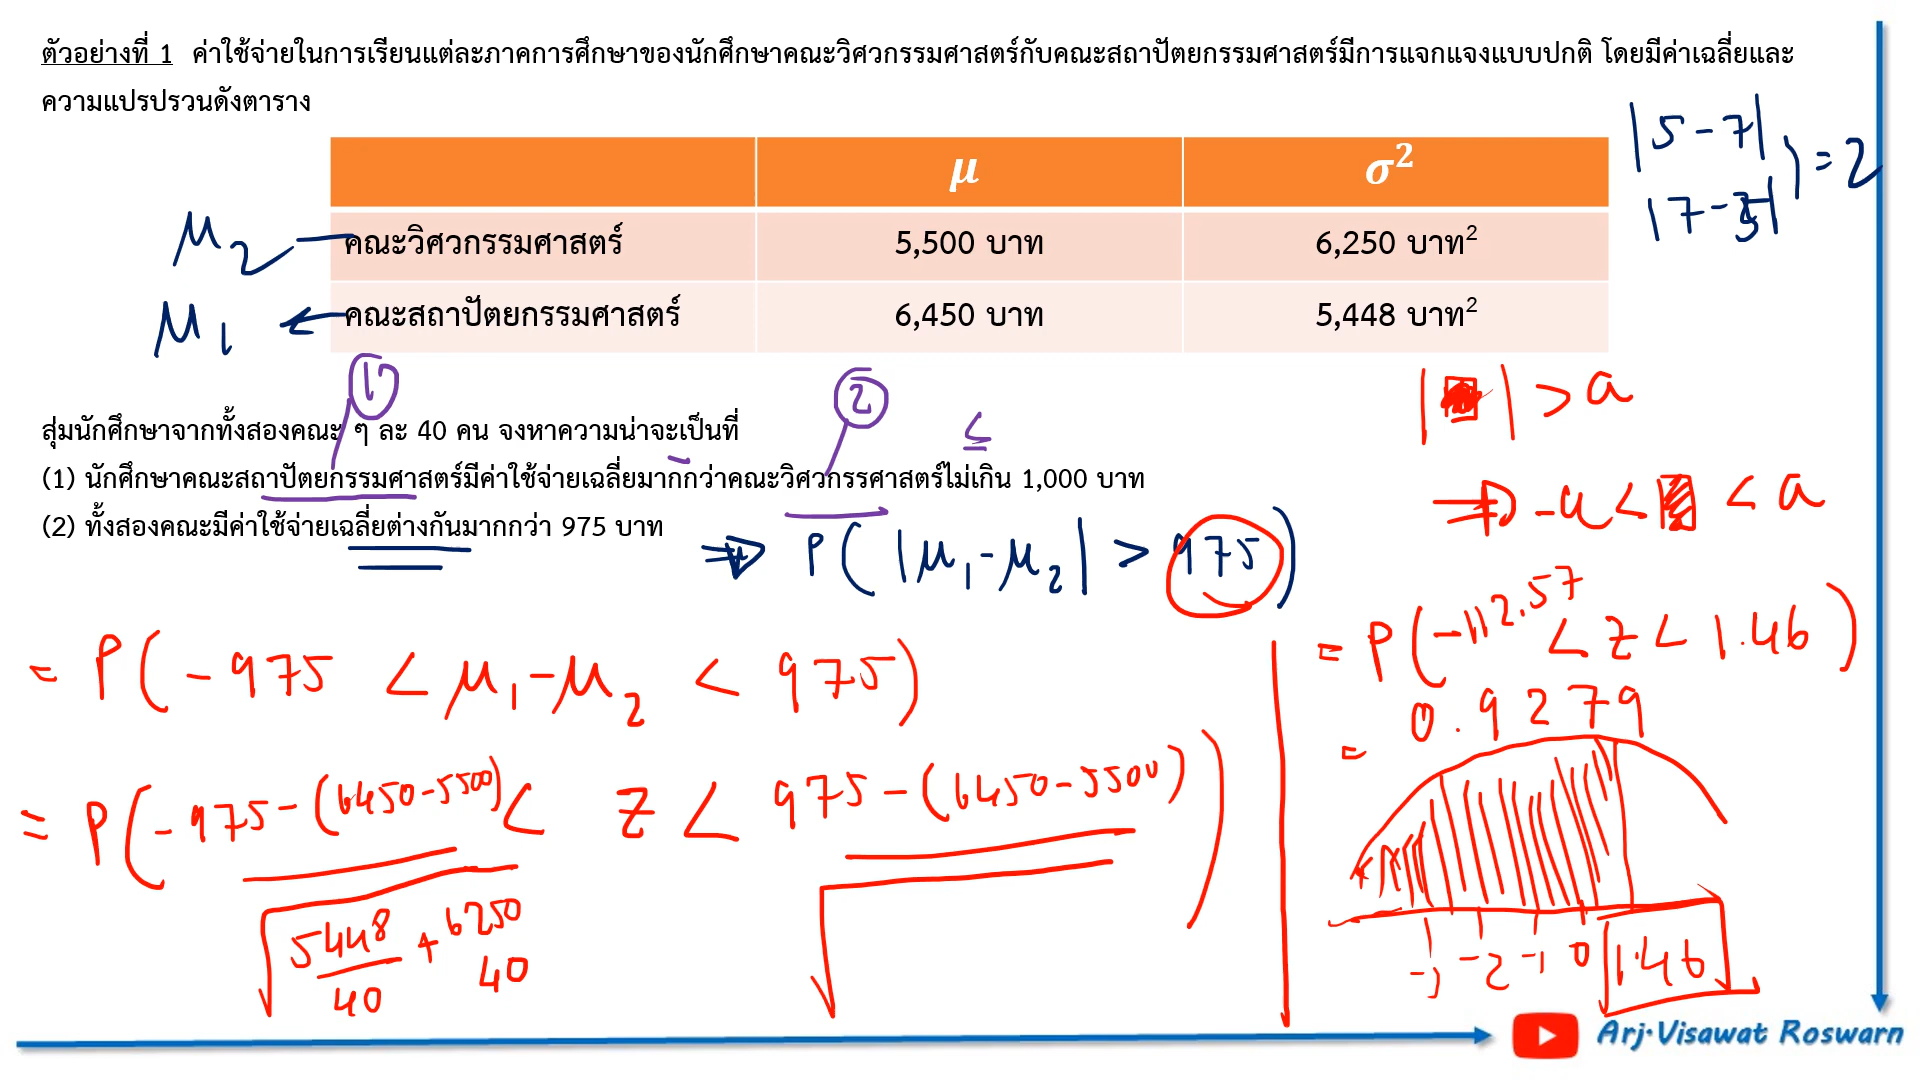 ตัวอย่างที่ 1 ค่าใช้จ่ายในการเรียนแต่ละภาคการศึกษาของนักศึกษาคณะวิศวกรรมศาสตร์กับคณะสถาปัตยกรรมศาสตร์มีการแจกแจงแบบปกติ โดยมีค่าเฉลี่ยและ
ความแปรปรวนดังตาราง
|5-7|
|7-5| ) = 2
μ σ²
μ₂ คณะวิศวกรรมศาสตร์ 5,500 บาท 6,250 บาท²
μ₁ คณะสถาปัตยกรรมศาสตร์ 6,450 บาท 5,448 บาท²
① ② ≤
| | > a
สุ่มนักศึกษาจากทั้งสองคณะ ๆ ละ 40 คน จงหาความน่าจะเป็นที่
(1) นักศึกษาคณะสถาปัตยกรรมศาสตร์มีค่าใช้จ่ายเฉลี่ยมากกว่าคณะวิศวกรรศาสตร์ไม่เกิน 1,000 บาท
⇒ -a < < a
(2) ทั้งสองคณะมีค่าใช้จ่ายเฉลี่ยต่างกันมากกว่า 975 บาท
⇒ P(|μ₁-μ₂| > 975)
= P(-975 < μ₁-μ₂ < 975)
= P(-975-(6450-5500) < Z < 975-(6450-5500))
√ 5448/40 + 6250/40 √
= P(-112.57 < Z < 1.46)
= 0.9279
-3 -2 -1 0 1.46
Arj.Visawat Roswarn